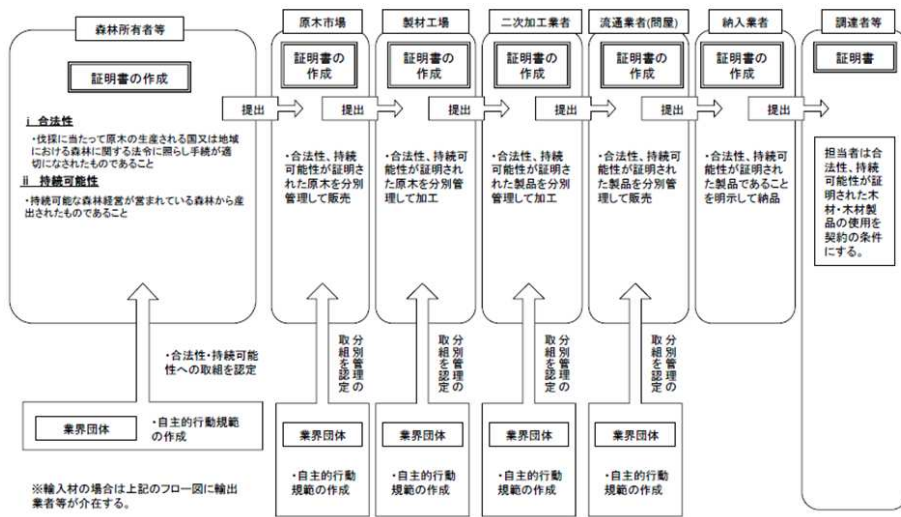 森林所有者等
証明書の作成
ⅰ 合法性
・伐採に当たって原木の生産される国又は地域
における森林に関する法令に照らし手続が適
切になされたものであること
ⅱ 持続可能性
・持続可能な森林経営が営まれている森林から産
出されたものであること
提出
原木市場
証明書の
作成
・合法性、持続
可能性が証明
された原木を分別
管理して販売
提出
製材工場
証明書の
作成
・合法性、持続可
能性が証明され
た原木を分別管
理して加工
提出
二次加工業者
証明書の
作成
・合法性、持続可
能性が証明され
た製品を分別管
理して加工
提出
流通業者(問屋)
証明書の
作成
・合法性、持続可
能性が証明され
た製品を分別管
理して販売
提出
納入業者
証明書の
作成
・合法性、持続可
能性が証明され
た製品であること
を明示して納品
提出
調達者等
証明書
担当者は合
法性、持続可
能性が証明
された木
材・木材製
品の使用を
契約の条件
にする。
・合法性・持続可能
性への取組を認定
業界団体
・自主的行動規範
の作成
分別管理の
取組を認定
業界団体
・自主的行動
規範の作成
分別管理の
取組を認定
業界団体
・自主的行動
規範の作成
分別管理の
取組を認定
業界団体
・自主的行動
規範の作成
分別管理の
取組を認定
業界団体
・自主的行動
規範の作成
※輸入材の場合は上記のフロー図に輸出
業者等が介在する。